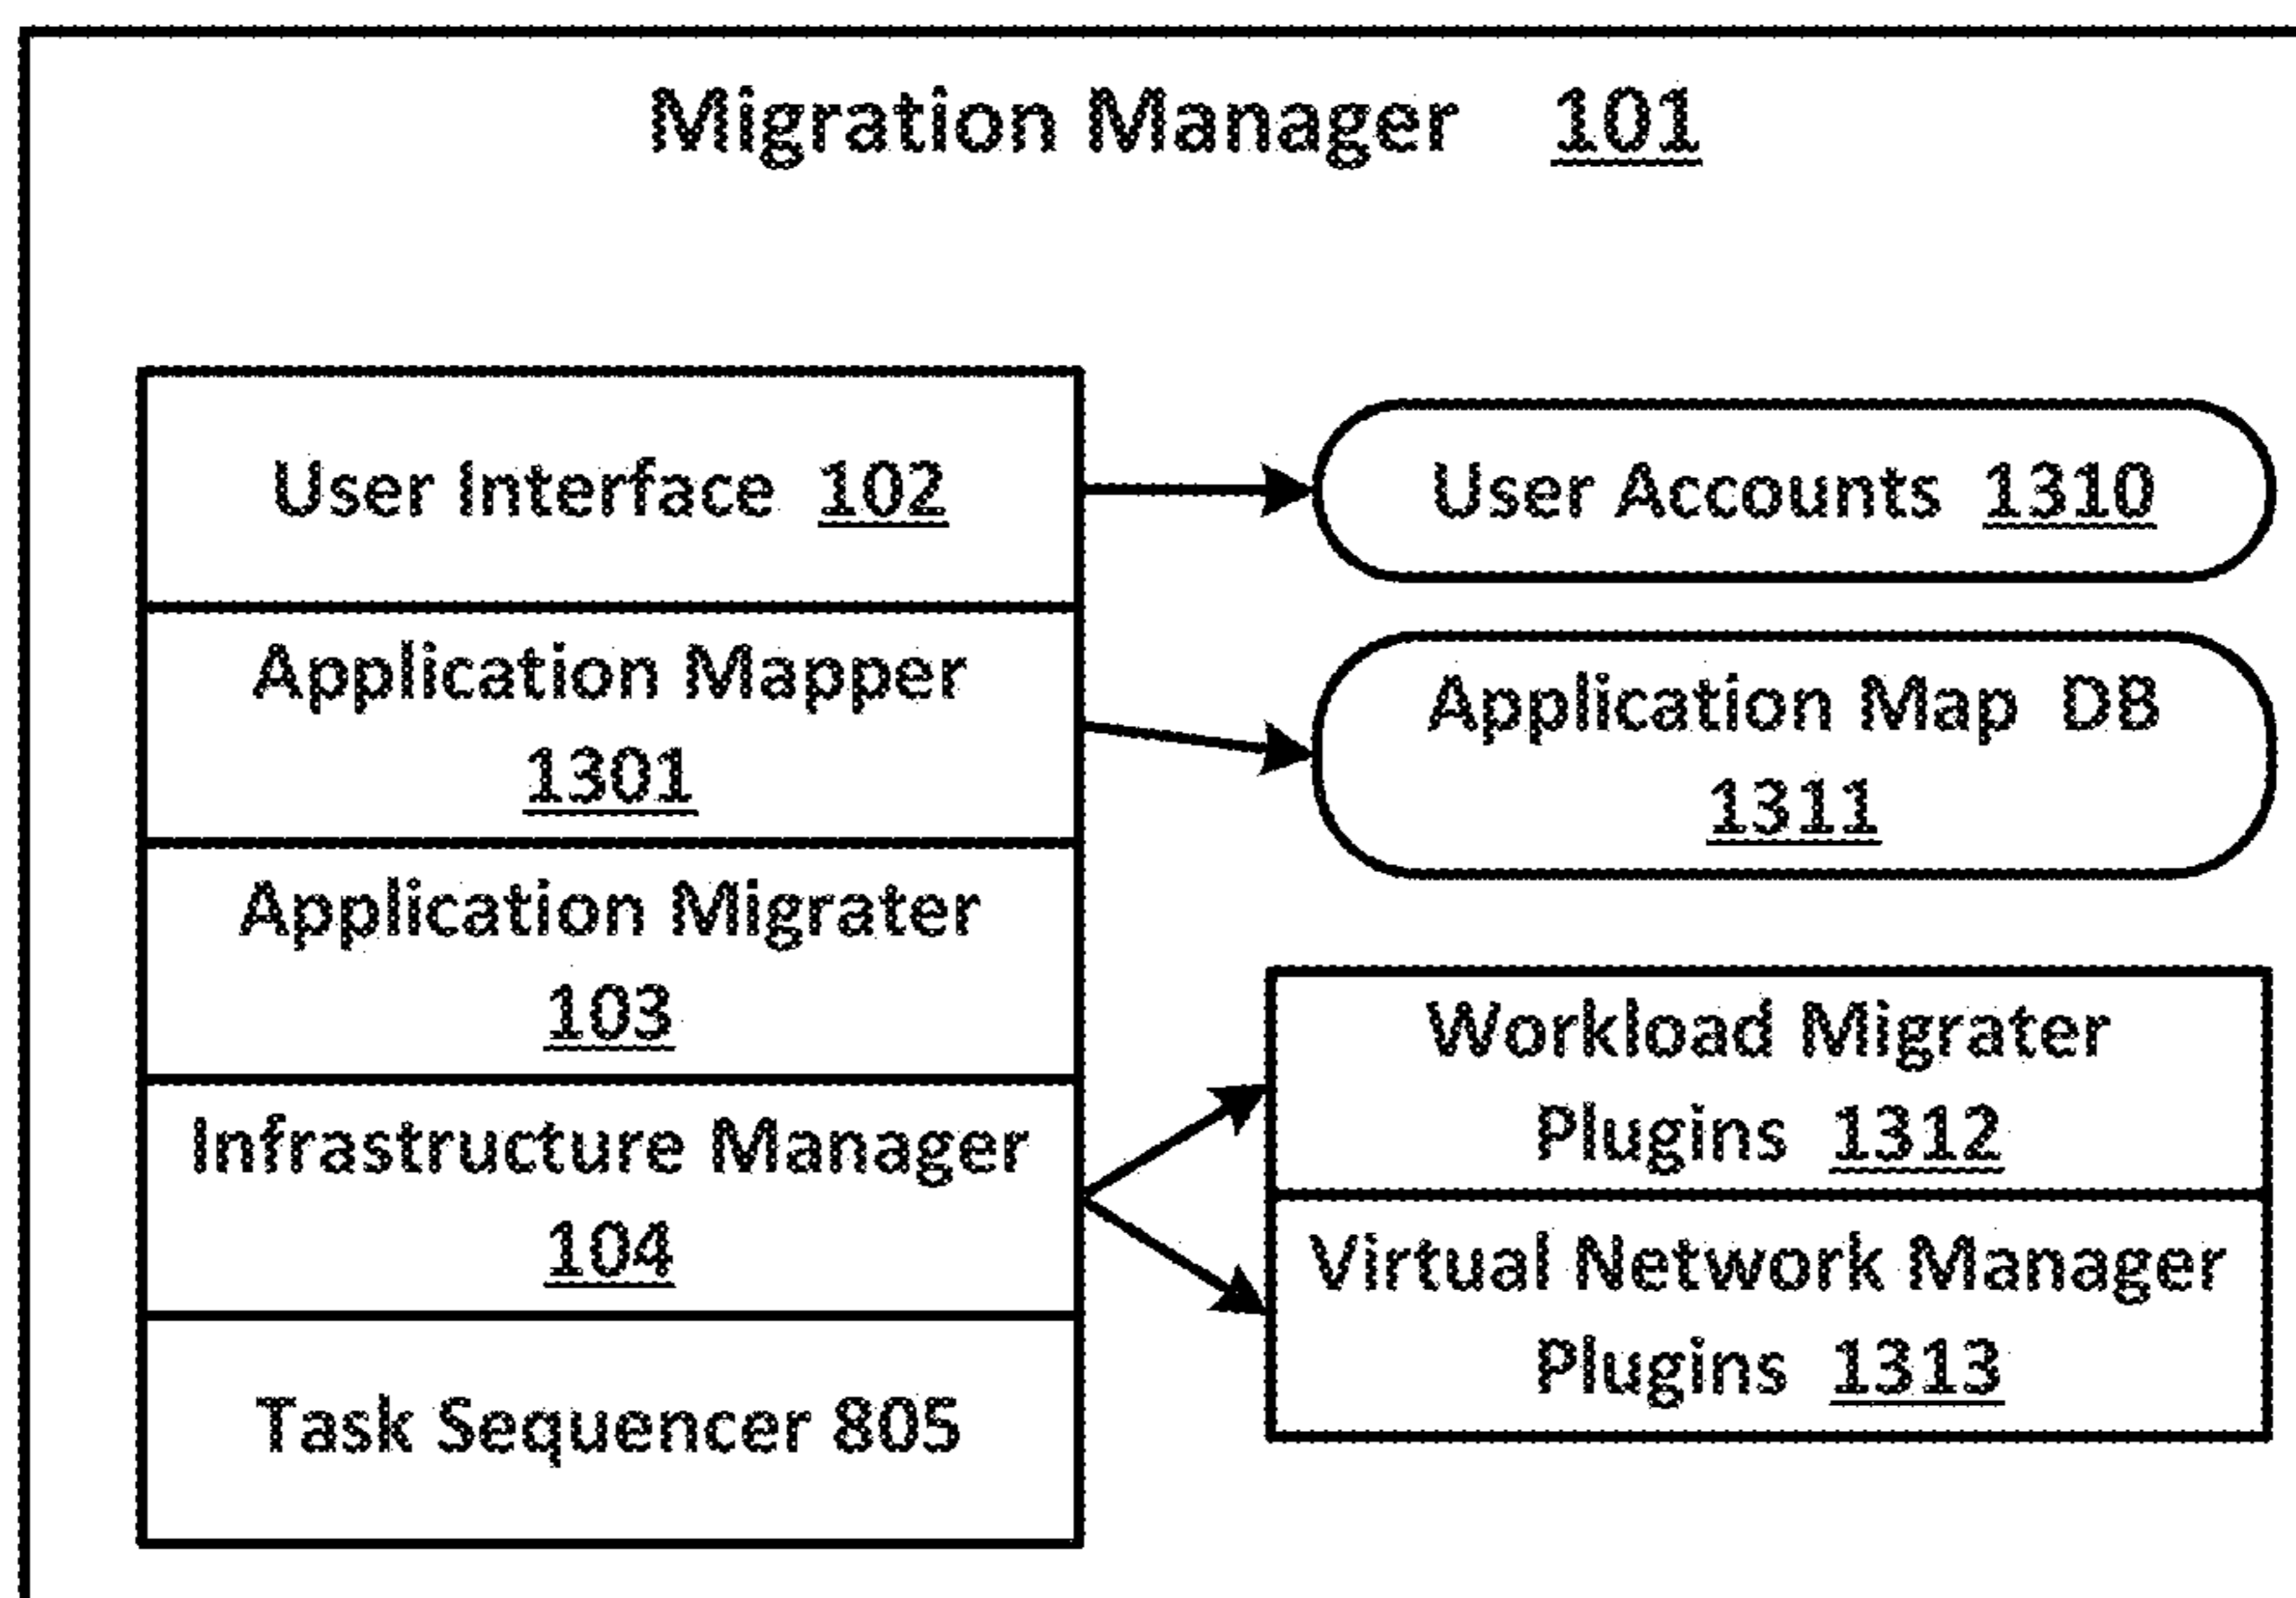 Migration Manager 101
User Interface 102
Application Mapper
1301
Application Migrater
103
Infrastructure Manager
104
Task Sequencer 805
User Accounts 1310
Application Map DB
1311
Workload Migrater
Plugins 1312
Virtual Network Manager
Plugins 1313